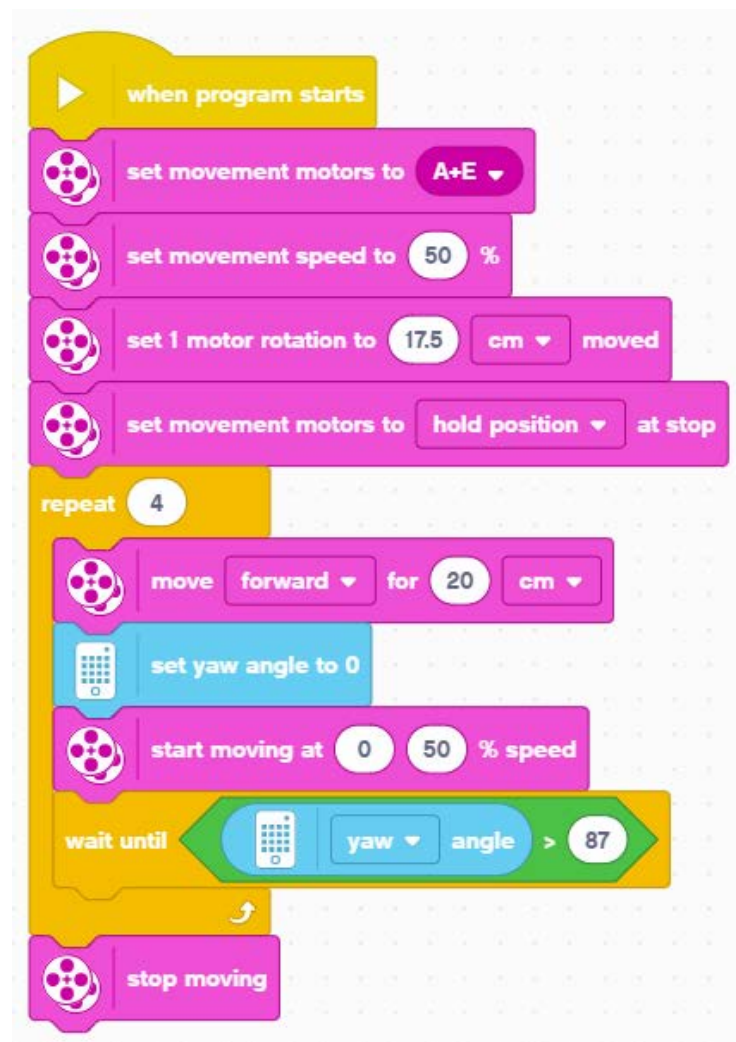 when program starts
set movement motors to A+E
set movement speed to 50 %
set 1 motor rotation to 17.5 cm moved
set movement motors to hold position at stop
repeat 4
move forward for 20 cm
set yaw angle to 0
start moving at 0 50 % speed
wait until yaw angle > 87
stop moving